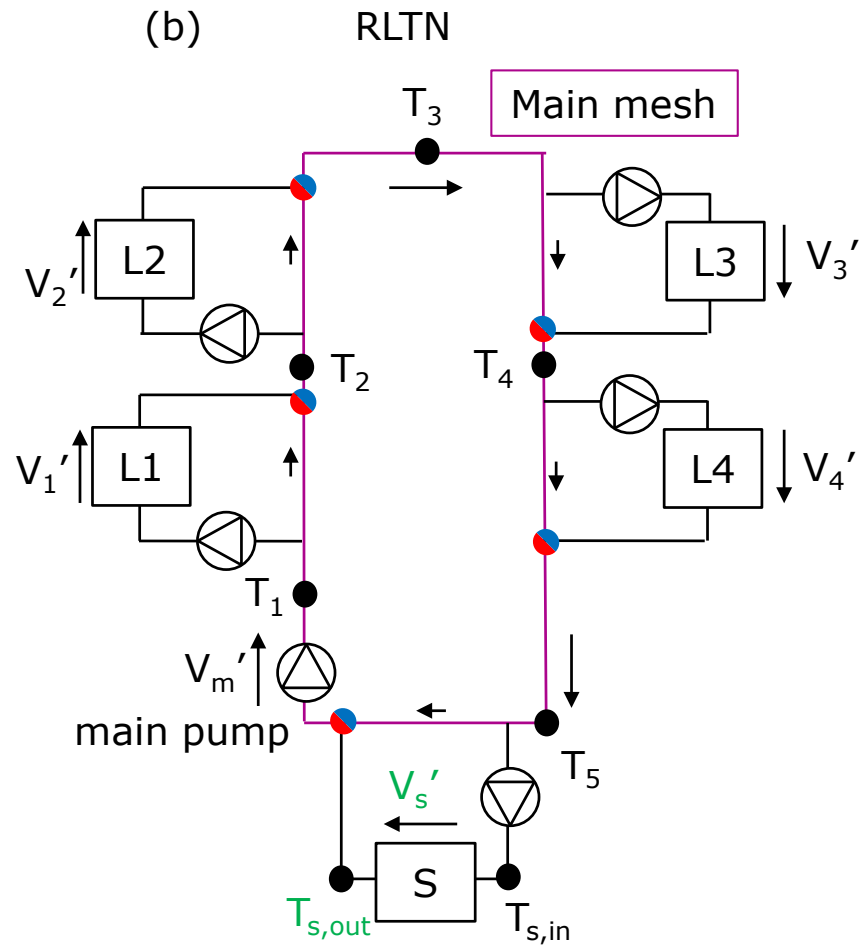 (b) RLTN
T₃
Main mesh
L2
V₂′
L3
V₃′
T₂
T₄
L1
V₁′
L4
V₄′
T₁
Vₘ′
main pump
T₅
Vₛ′
S
Tₛ,out
Tₛ,in